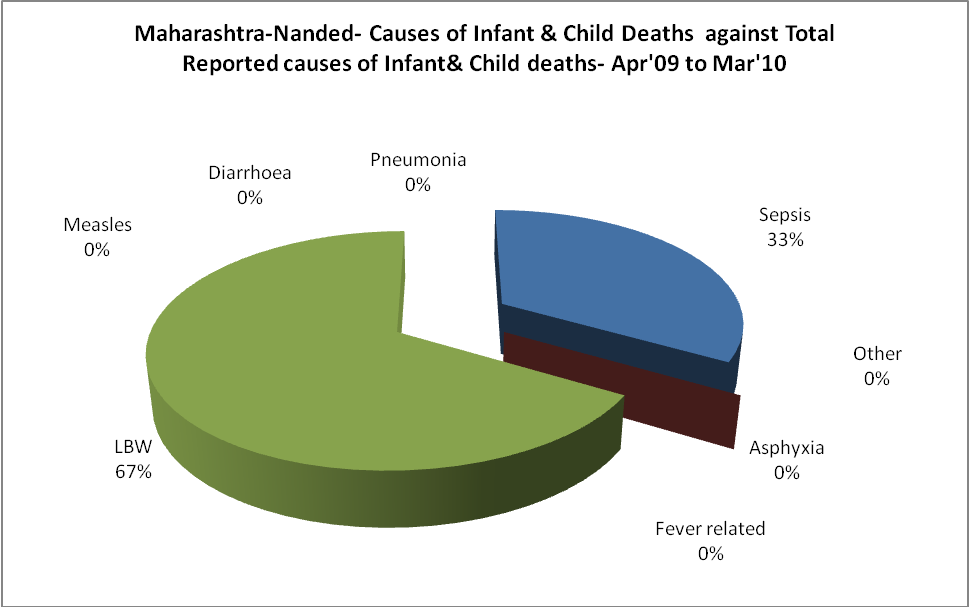 Maharashtra-Nanded- Causes of Infant & Child Deaths against Total
Reported causes of Infant& Child deaths- Apr'09 to Mar'10
Pneumonia
0%
Diarrhoea
0%
Measles
0%
Sepsis
33%
Other
0%
LBW
67%
Asphyxia
0%
Fever related
0%